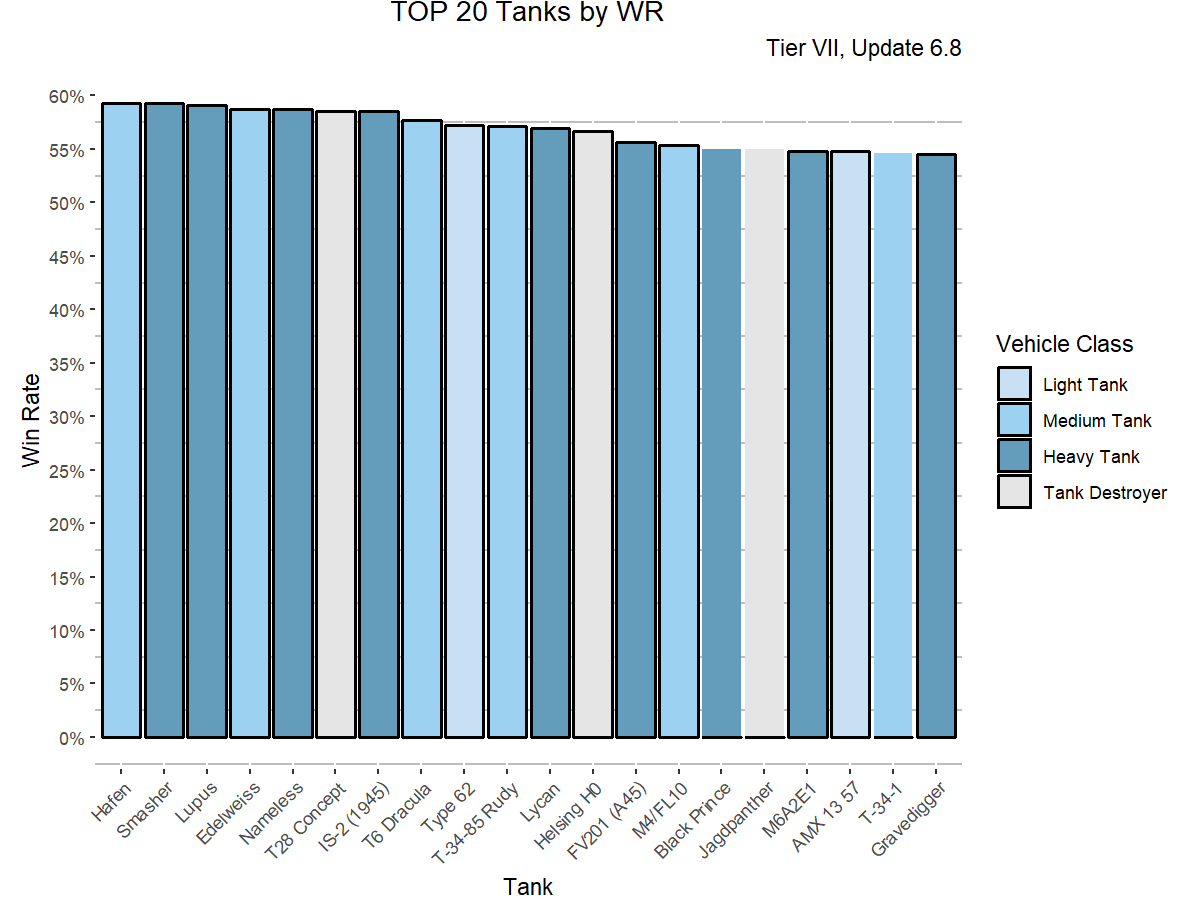 TOP 20 Tanks by WR
Tier VII, Update 6.8
60%
55%
50%
45%
40%
35%
30%
25%
20%
15%
10%
5%
0%
Win Rate
Hafen
Smasher
Lupus
Edelweiss
Nameless
T28 Concept
IS-2 (1945)
T6 Dracula
Type 62
T-34-85 Rudy
Lycan
Helsing H0
FV201 (A45)
M4/FL10
Black Prince
Jagdpanther
M6A2E1
AMX 13 57
T-34-1
Gravedigger
Tank
Vehicle Class
Light Tank
Medium Tank
Heavy Tank
Tank Destroyer